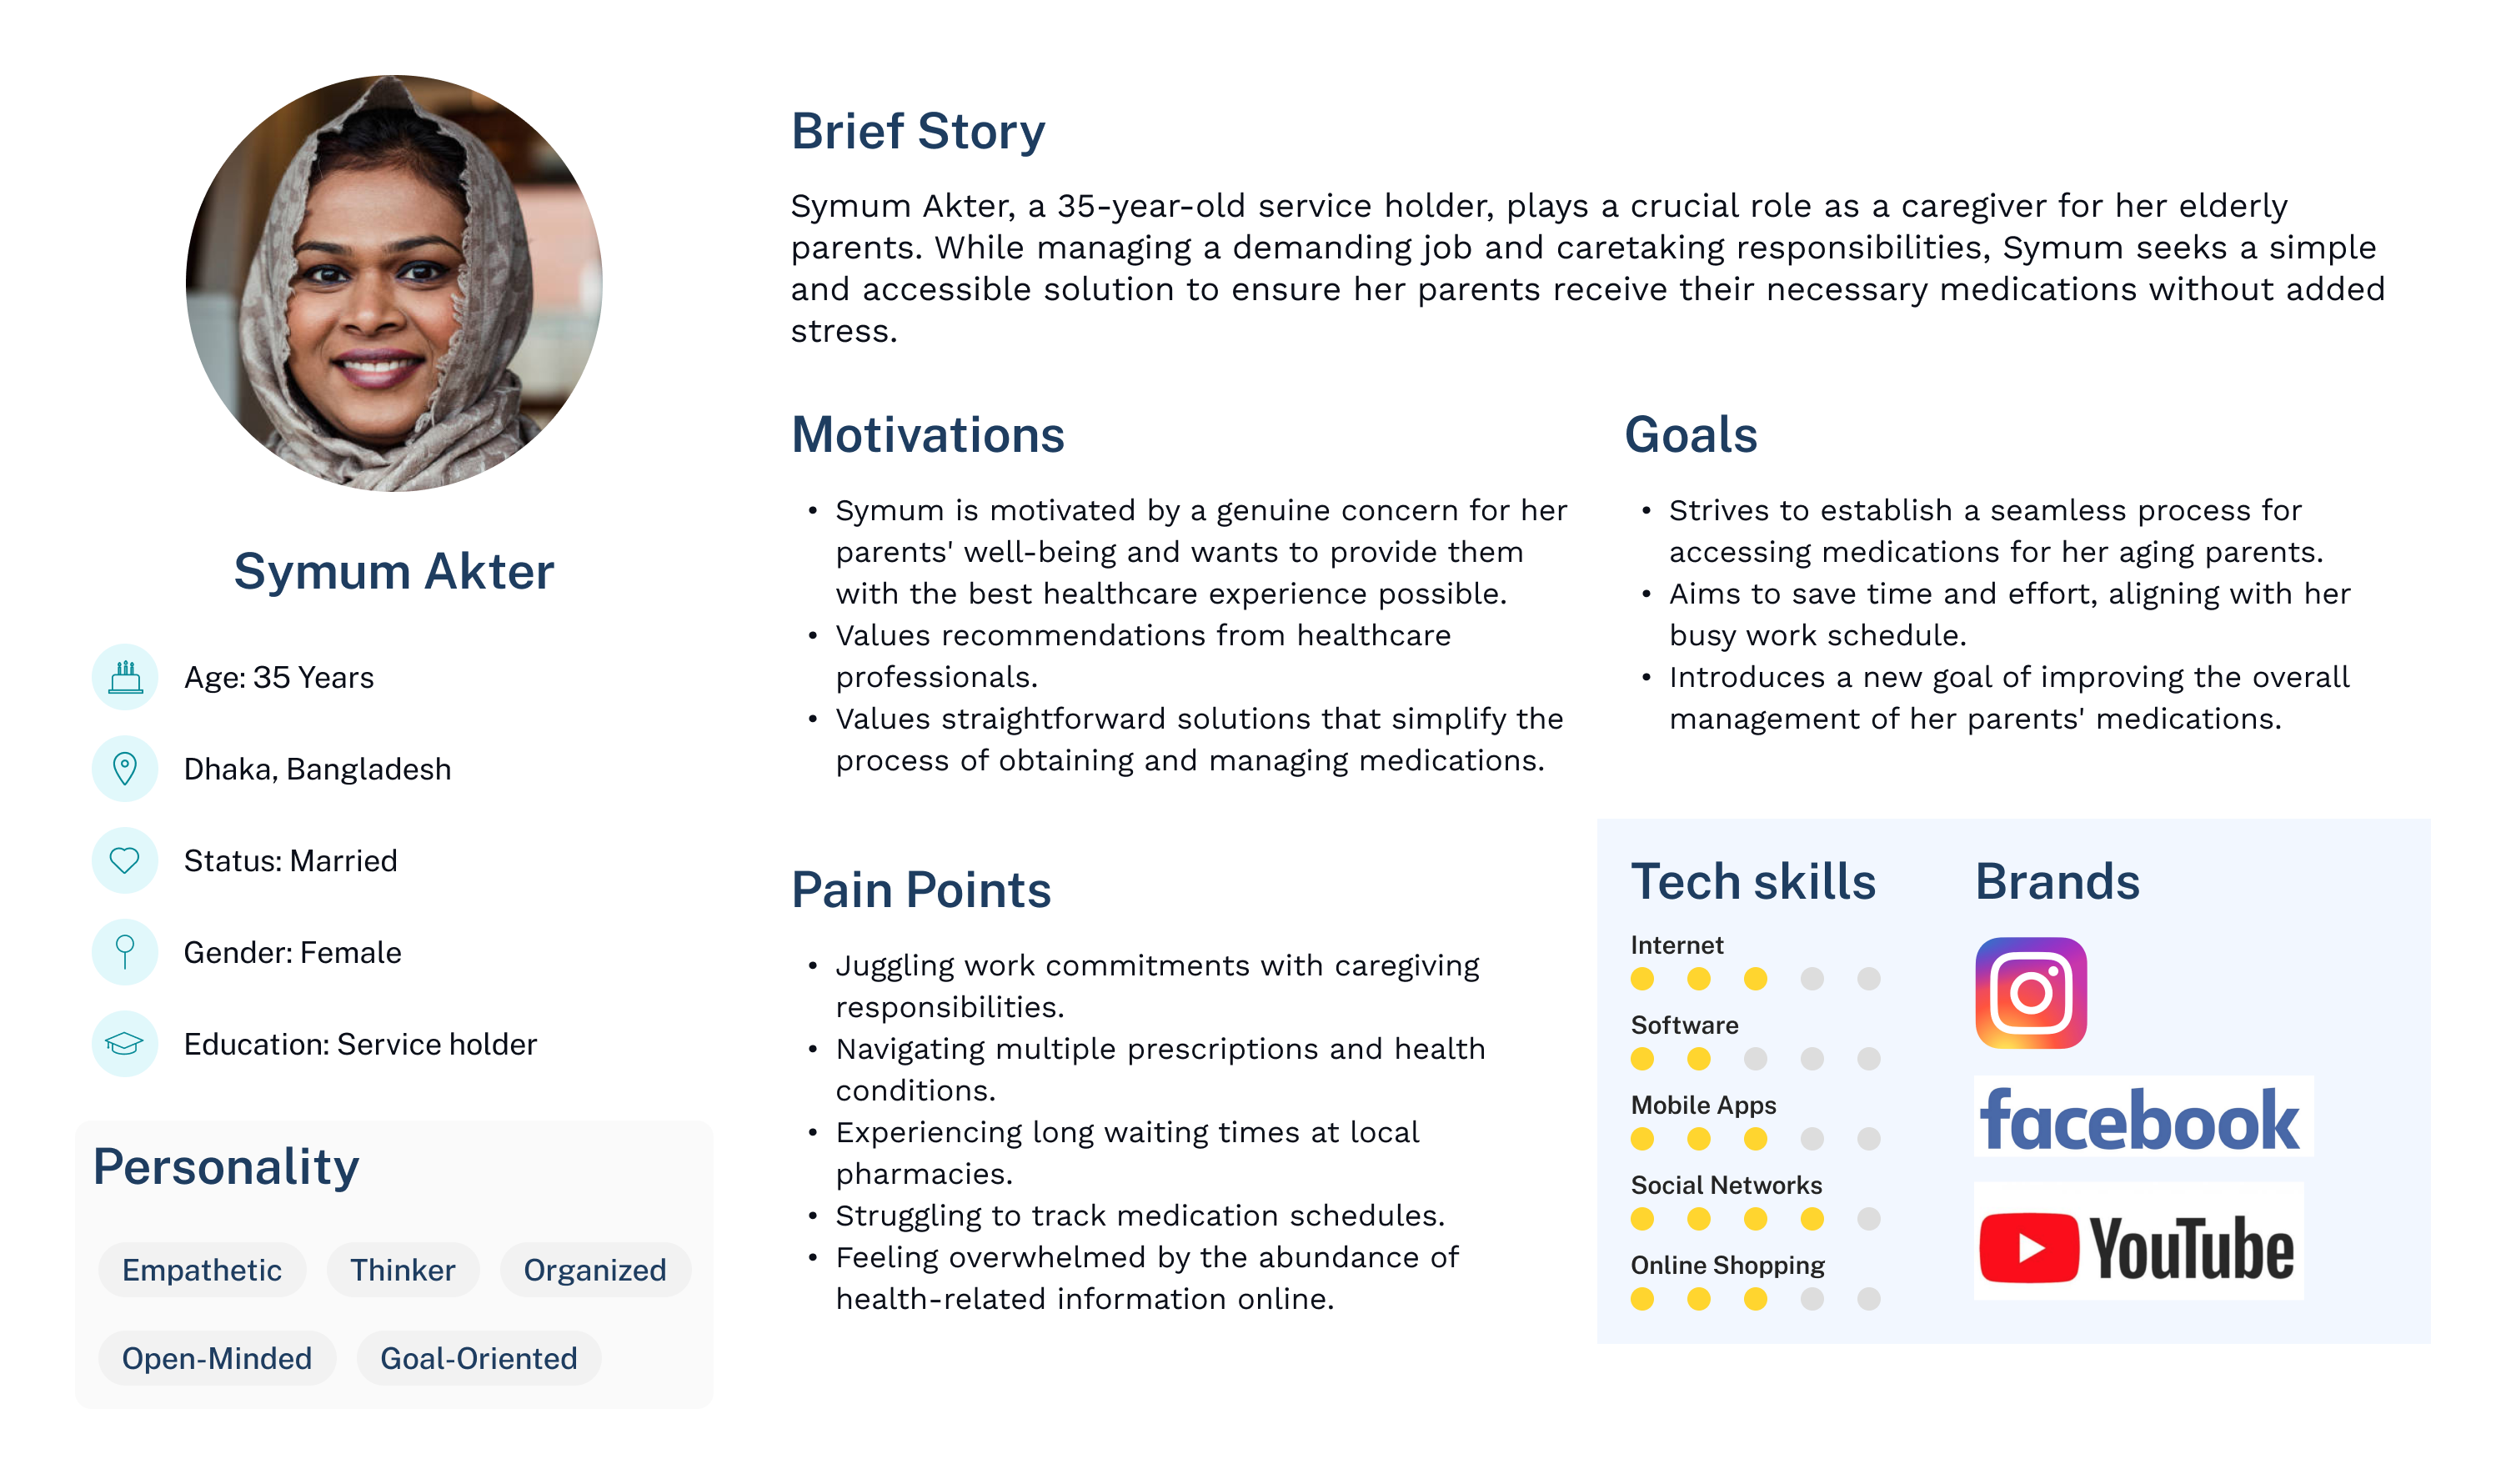 Symum Akter
Age: 35 Years
Dhaka, Bangladesh
Status: Married
Gender: Female
Education: Service holder
Personality
Empathetic
Thinker
Organized
Open-Minded
Goal-Oriented
Brief Story
Symum Akter, a 35-year-old service holder, plays a crucial role as a caregiver for her elderly
parents. While managing a demanding job and caretaking responsibilities, Symum seeks a simple
and accessible solution to ensure her parents receive their necessary medications without added
stress.
Motivations
• Symum is motivated by a genuine concern for her
parents' well-being and wants to provide them
with the best healthcare experience possible.
• Values recommendations from healthcare
professionals.
• Values straightforward solutions that simplify the
process of obtaining and managing medications.
Goals
• Strives to establish a seamless process for
accessing medications for her aging parents.
• Aims to save time and effort, aligning with her
busy work schedule.
• Introduces a new goal of improving the overall
management of her parents' medications.
Pain Points
• Juggling work commitments with caregiving
responsibilities.
• Navigating multiple prescriptions and health
conditions.
• Experiencing long waiting times at local
pharmacies.
• Struggling to track medication schedules.
• Feeling overwhelmed by the abundance of
health-related information online.
Tech skills
Internet
Software
Mobile Apps
Social Networks
Online Shopping
Brands
facebook
YouTube